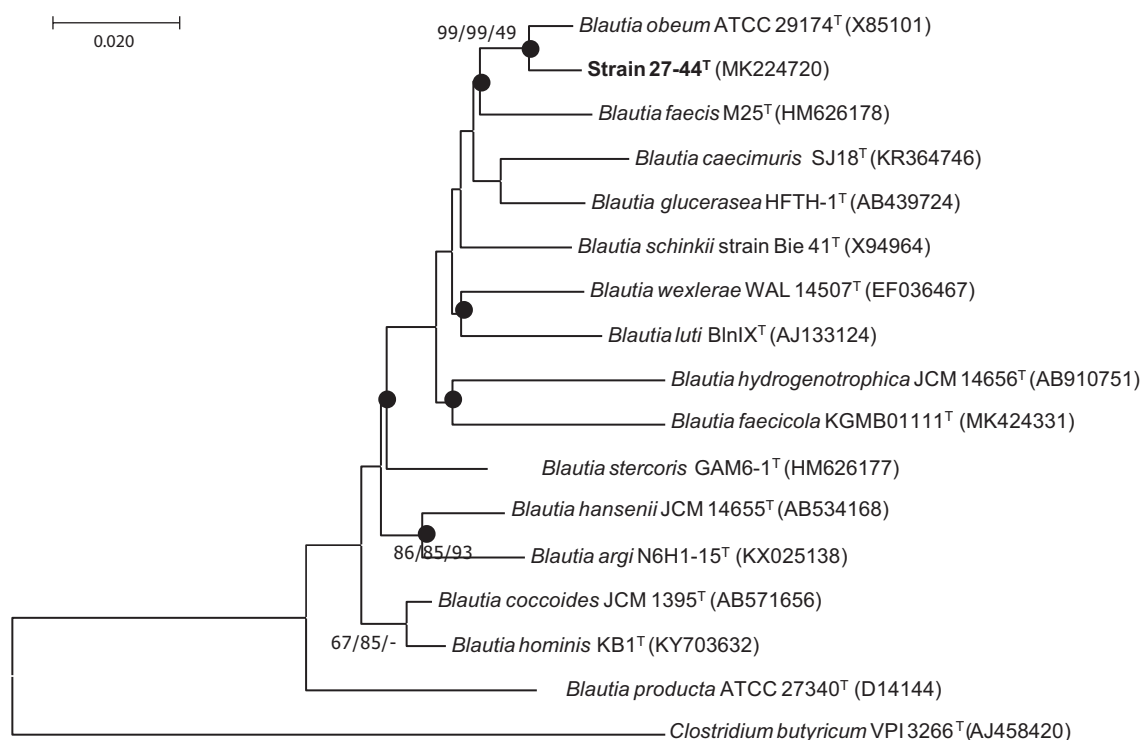 Blautia obeum ATCC 29174ᵀ (X85101)
99/99/49
0.020
Strain 27-44ᵀ (MK224720)
Blautia faecis M25ᵀ (HM626178)
Blautia caecimuris SJ18ᵀ (KR364746)
Blautia glucerasea HFTH-1ᵀ (AB439724)
Blautia schinkii strain Bie 41ᵀ (X94964)
Blautia wexlerae WAL 14507ᵀ (EF036467)
Blautia luti BlnIXᵀ (AJ133124)
Blautia hydrogenotrophica JCM 14656ᵀ (AB910751)
Blautia faecicola KGMB01111ᵀ (MK424331)
Blautia stercoris GAM6-1ᵀ (HM626177)
Blautia hansenii JCM 14655ᵀ (AB534168)
86/85/93
Blautia argi N6H1-15ᵀ (KX025138)
Blautia coccoides JCM 1395ᵀ (AB571656)
67/85/-
Blautia hominis KB1ᵀ (KY703632)
Blautia producta ATCC 27340ᵀ (D14144)
Clostridium butyricum VPI 3266ᵀ (AJ458420)